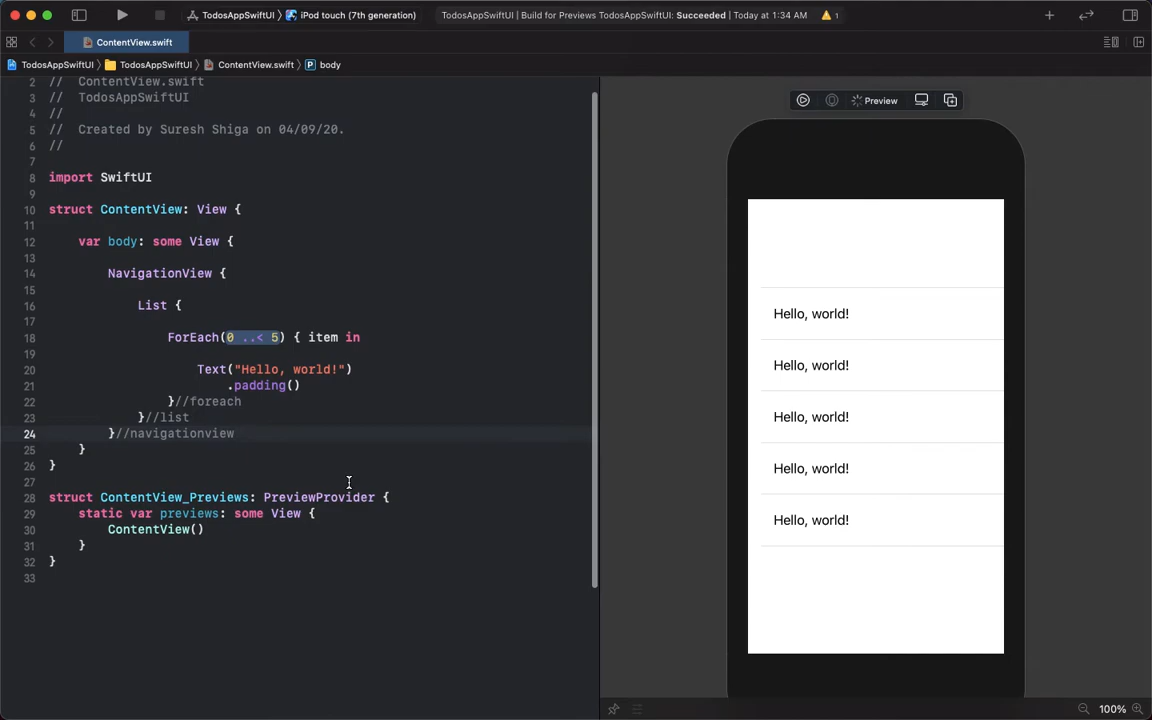 TodosAppSwiftUI 〉 iPod touch (7th generation)
TodosAppSwiftUI | Build for Previews TodosAppSwiftUI: Succeeded | Today at 1:34 AM
1
ContentView.swift
TodosAppSwiftUI 〉 TodosAppSwiftUI 〉 ContentView.swift 〉 P body
2 //  ContentView.swift
3 //  TodosAppSwiftUI
4 //
5 //  Created by Suresh Shiga on 04/09/20.
6 //
7
8 import SwiftUI
9
10 struct ContentView: View {
11
12     var body: some View {
13
14         NavigationView {
15
16             List {
17
18                 ForEach(0 ..< 5) { item in
19
20                     Text("Hello, world!")
21                         .padding()
22                 }//foreach
23             }//list
24         }//navigationview
25     }
26 }
27
28 struct ContentView_Previews: PreviewProvider {
29     static var previews: some View {
30         ContentView()
31     }
32 }
33
Preview
Hello, world!
Hello, world!
Hello, world!
Hello, world!
Hello, world!
100%